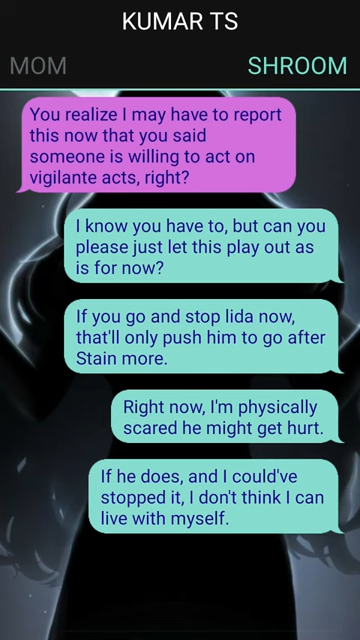 KUMAR TS
MOM
SHROOM
You realize I may have to report
this now that you said
someone is willing to act on
vigilante acts, right?
I know you have to, but can you
please just let this play out as
is for now?
If you go and stop Iida now,
that'll only push him to go after
Stain more.
Right now, I'm physically
scared he might get hurt.
If he does, and I could've
stopped it, I don't think I can
live with myself.